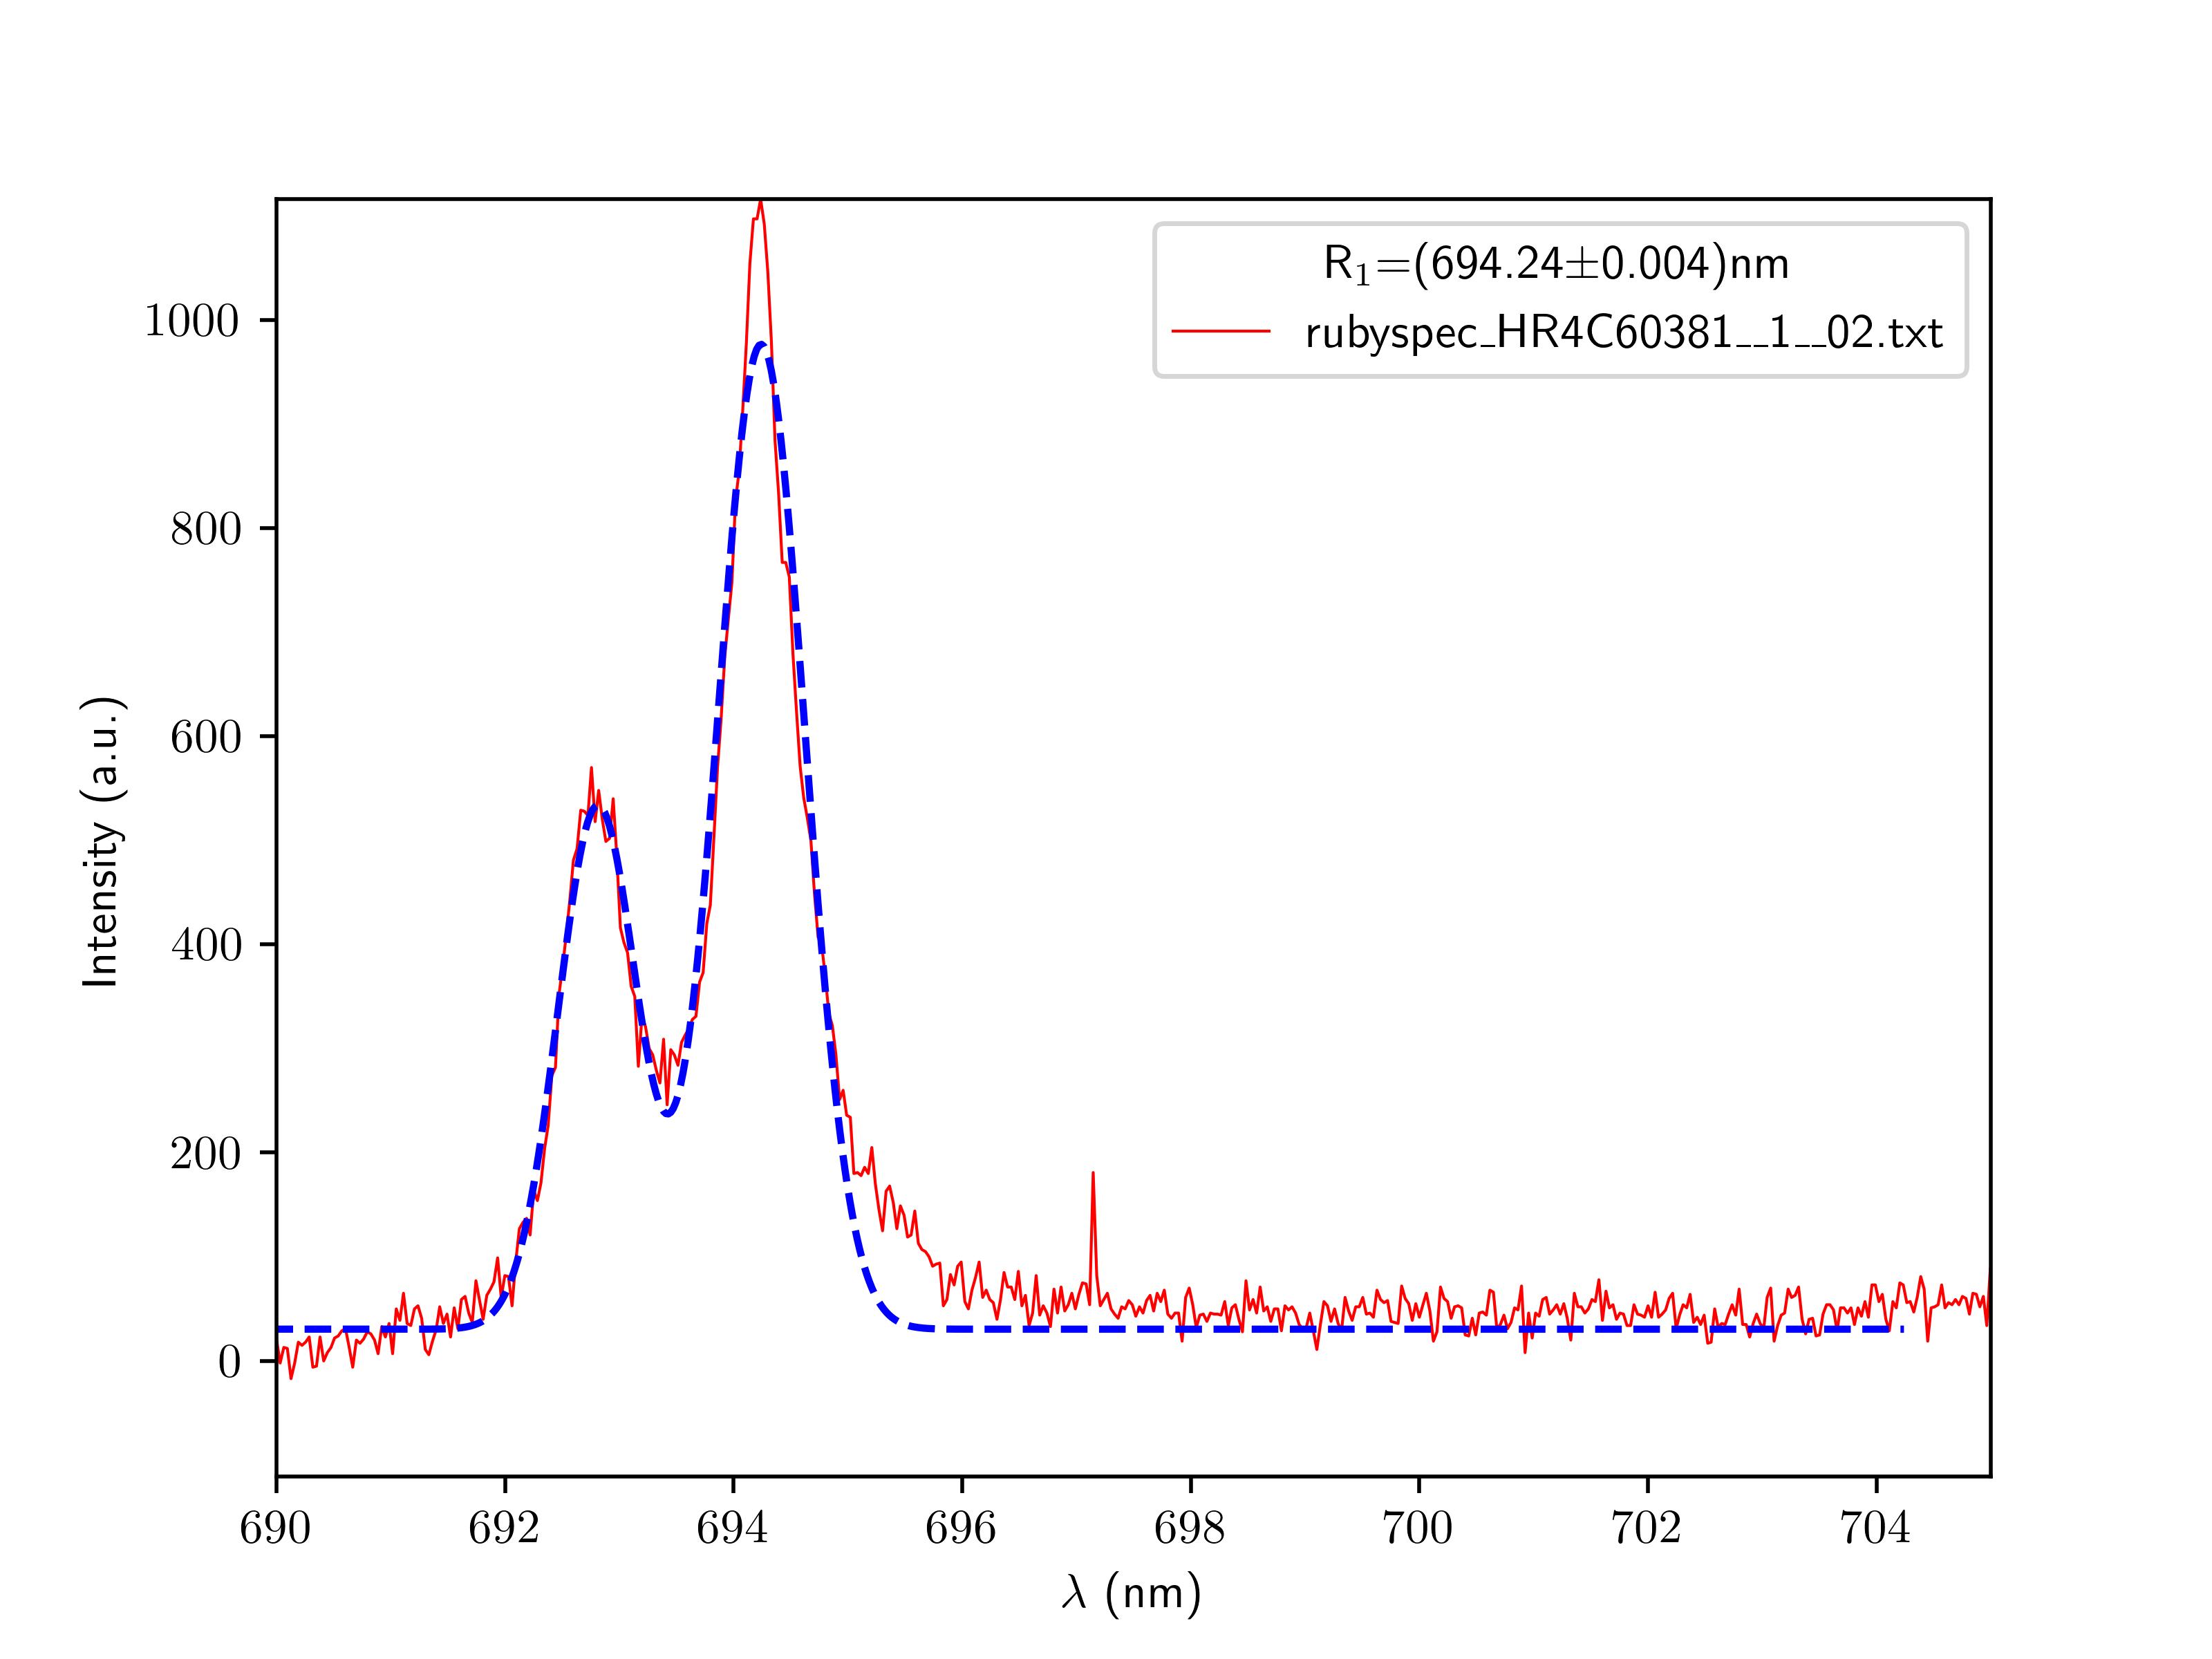 R₁=(694.24±0.004)nm
rubyspec_HR4C60381__1__02.txt
Intensity (a.u.)
1000
800
600
400
200
0
690 692 694 696 698 700 702 704
λ (nm)